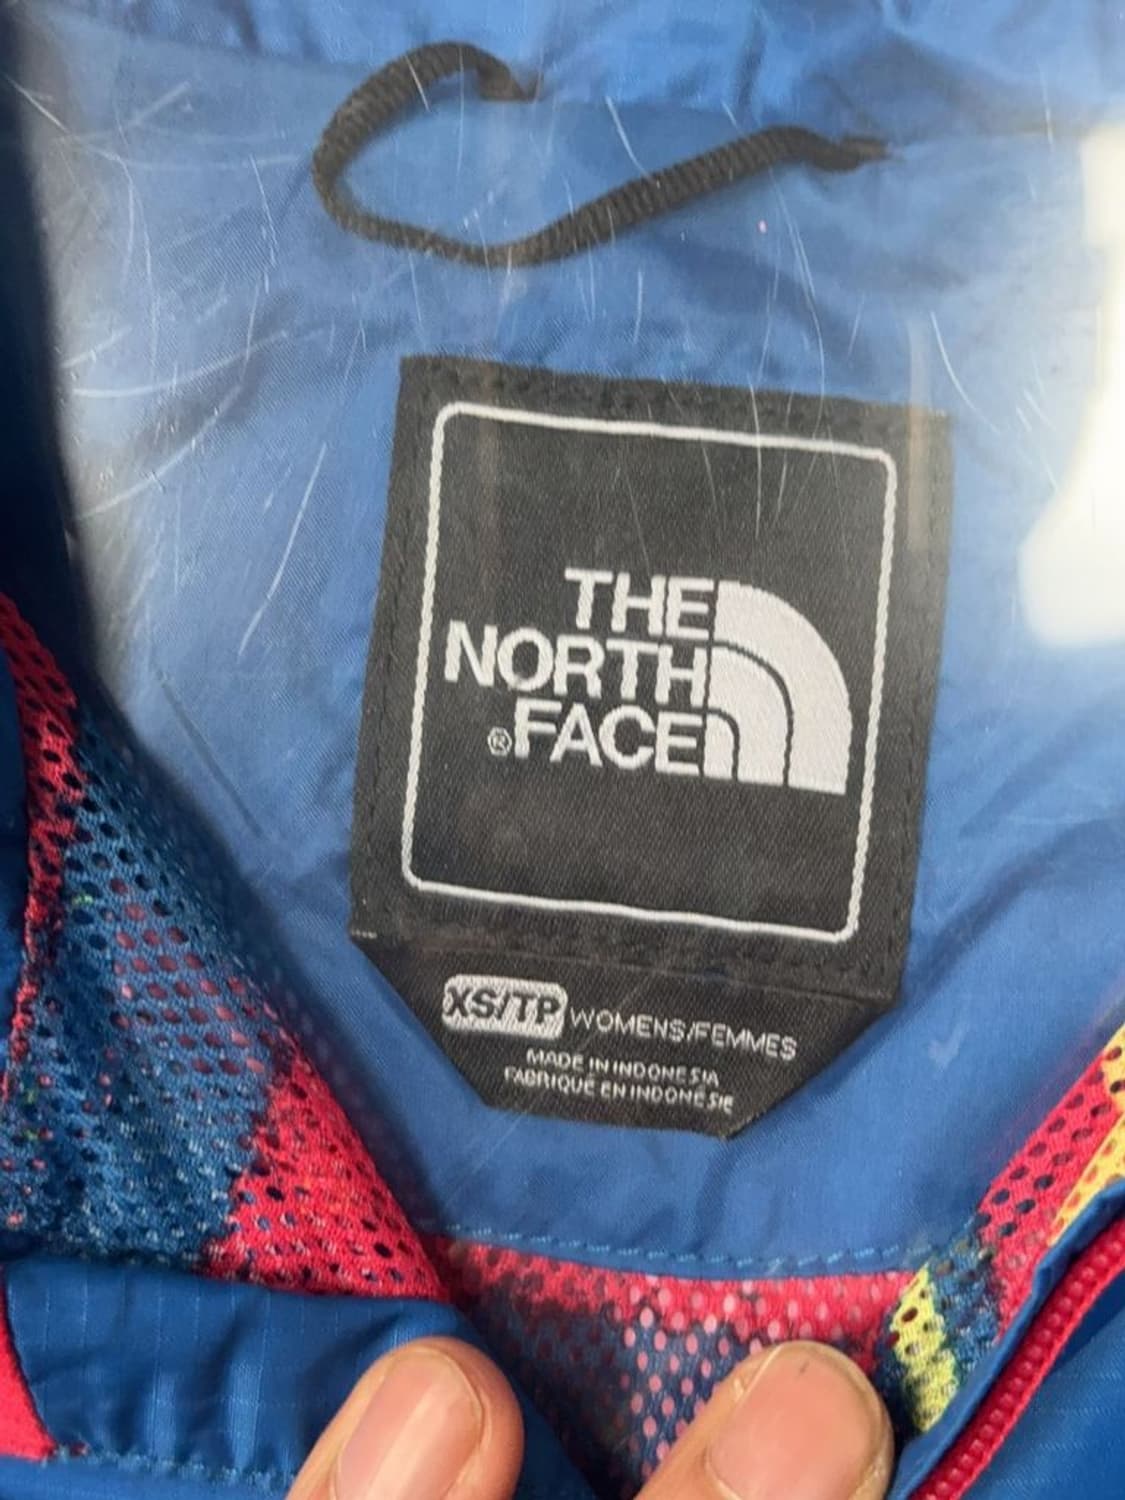 THE
NORTH
®FACE
XS/TP WOMENS/FEMMES
MADE IN INDONESIA
FABRIQUÉ EN INDONÉSIE